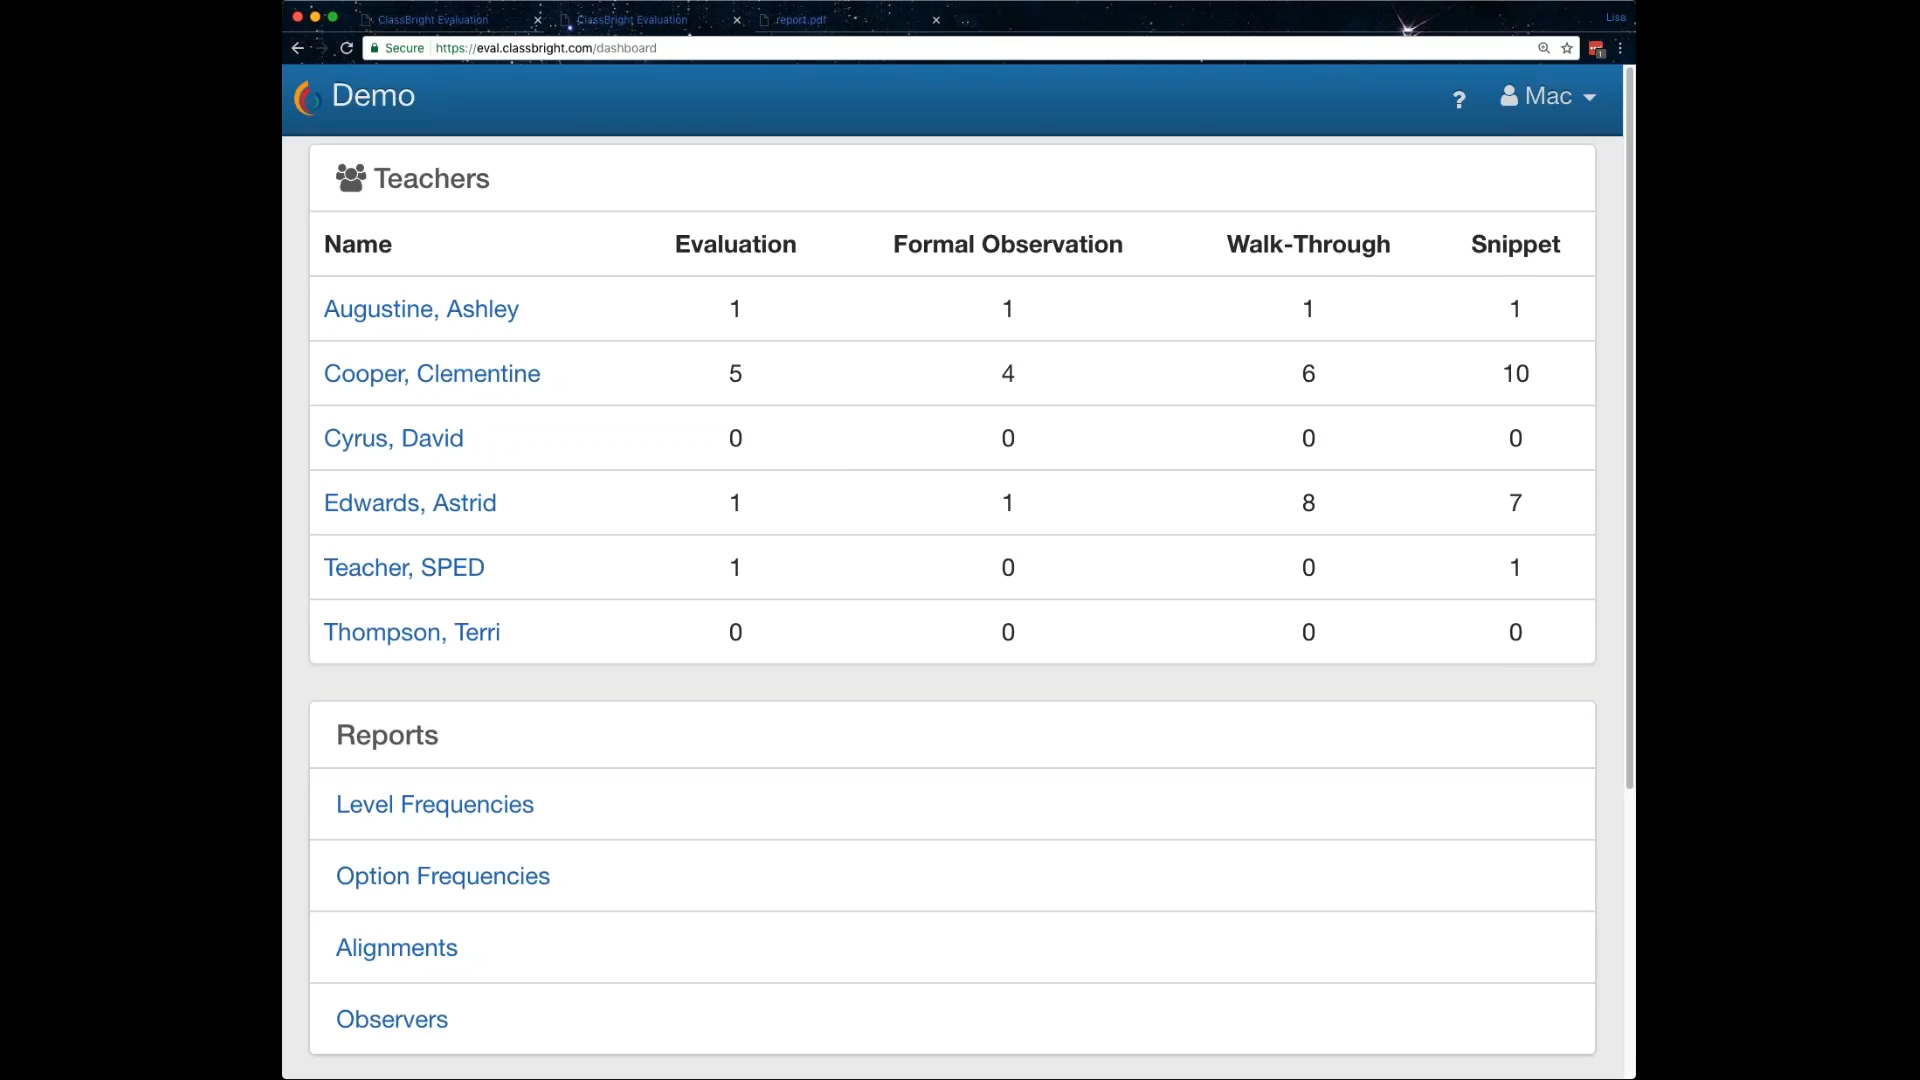 ClassBright Evaluation ClassBright Evaluation report.pdf Lisa
Secure https://eval.classbright.com/dashboard
Demo ? Mac
Teachers
Name Evaluation Formal Observation Walk-Through Snippet
Augustine, Ashley 1 1 1 1
Cooper, Clementine 5 4 6 10
Cyrus, David 0 0 0 0
Edwards, Astrid 1 1 8 7
Teacher, SPED 1 0 0 1
Thompson, Terri 0 0 0 0
Reports
Level Frequencies
Option Frequencies
Alignments
Observers